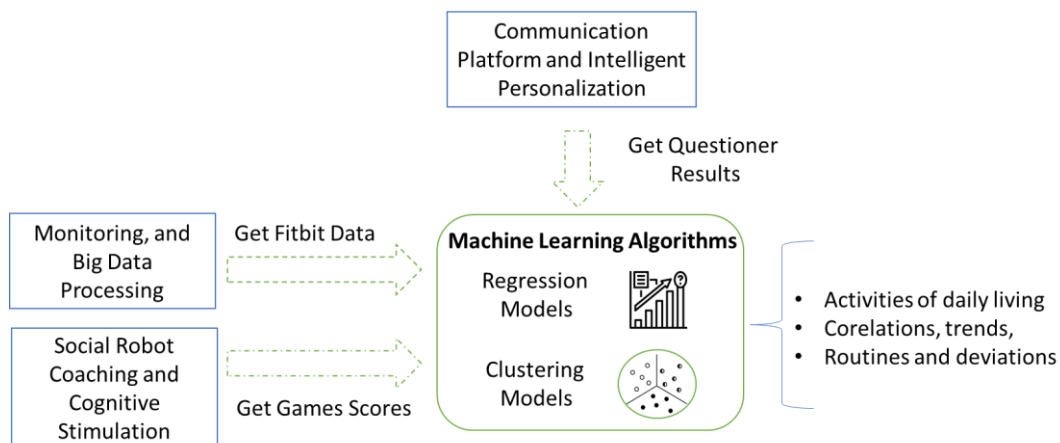 Communication
Platform and Intelligent
Personalization
Get Questioner
Results
Monitoring, and
Big Data
Processing
Get Fitbit Data
Social Robot
Coaching and
Cognitive
Stimulation
Get Games Scores
Machine Learning Algorithms
Regression
Models
?
Clustering
Models
• Activities of daily living
• Corelations, trends,
• Routines and deviations